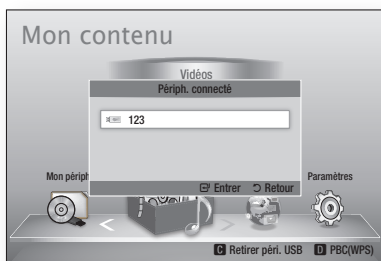 Mon contenu
Vidéos
Périph. connecté
123
Mon périph
Entrer Retour
Paramètres
C Retirer péri. USB D PBC(WPS)